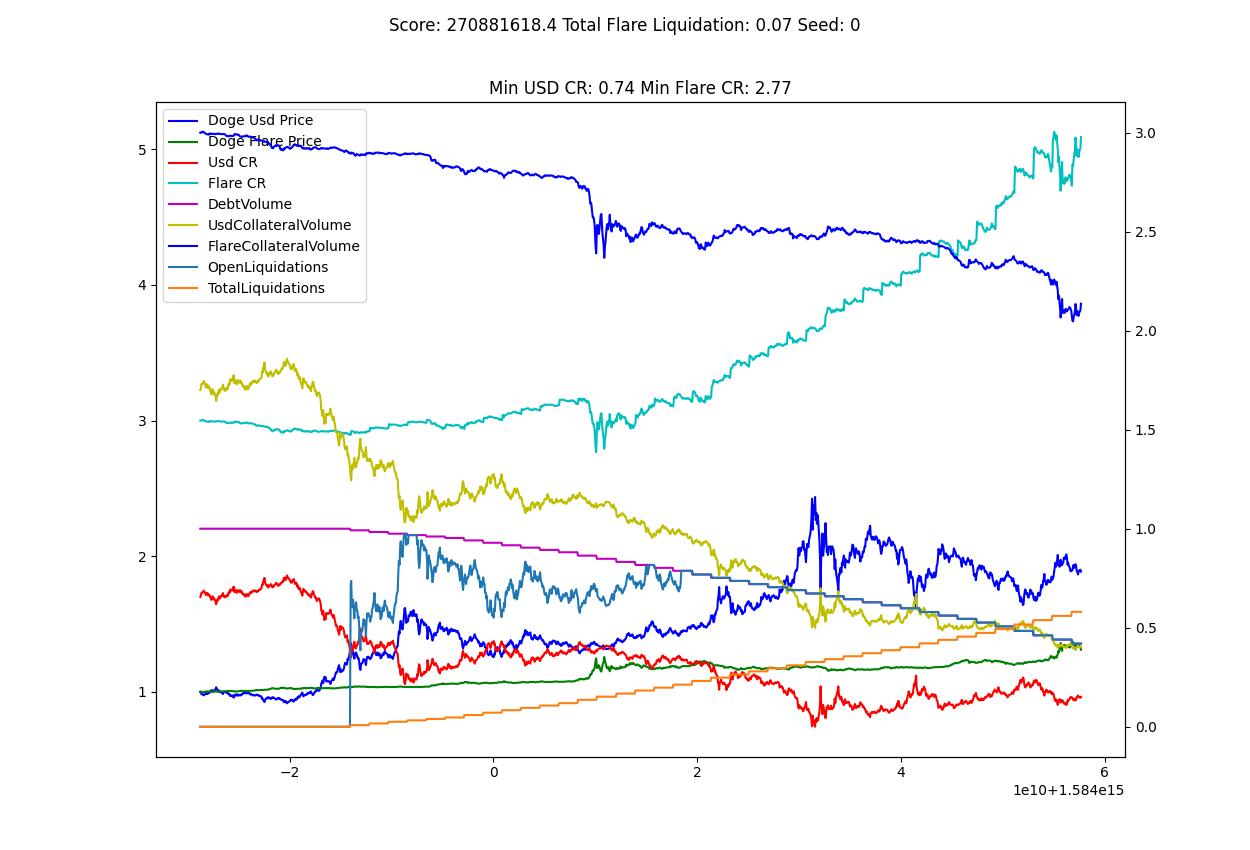 Score: 270881618.4 Total Flare Liquidation: 0.07 Seed: 0
Min USD CR: 0.74 Min Flare CR: 2.77
Doge Usd Price
Doge Flare Price
Usd CR
Flare CR
DebtVolume
UsdCollateralVolume
FlareCollateralVolume
OpenLiquidations
TotalLiquidations
5
4
3
2
1
3.0
2.5
2.0
1.5
1.0
0.5
0.0
−2
0
2
4
6
1e10+1.584e15